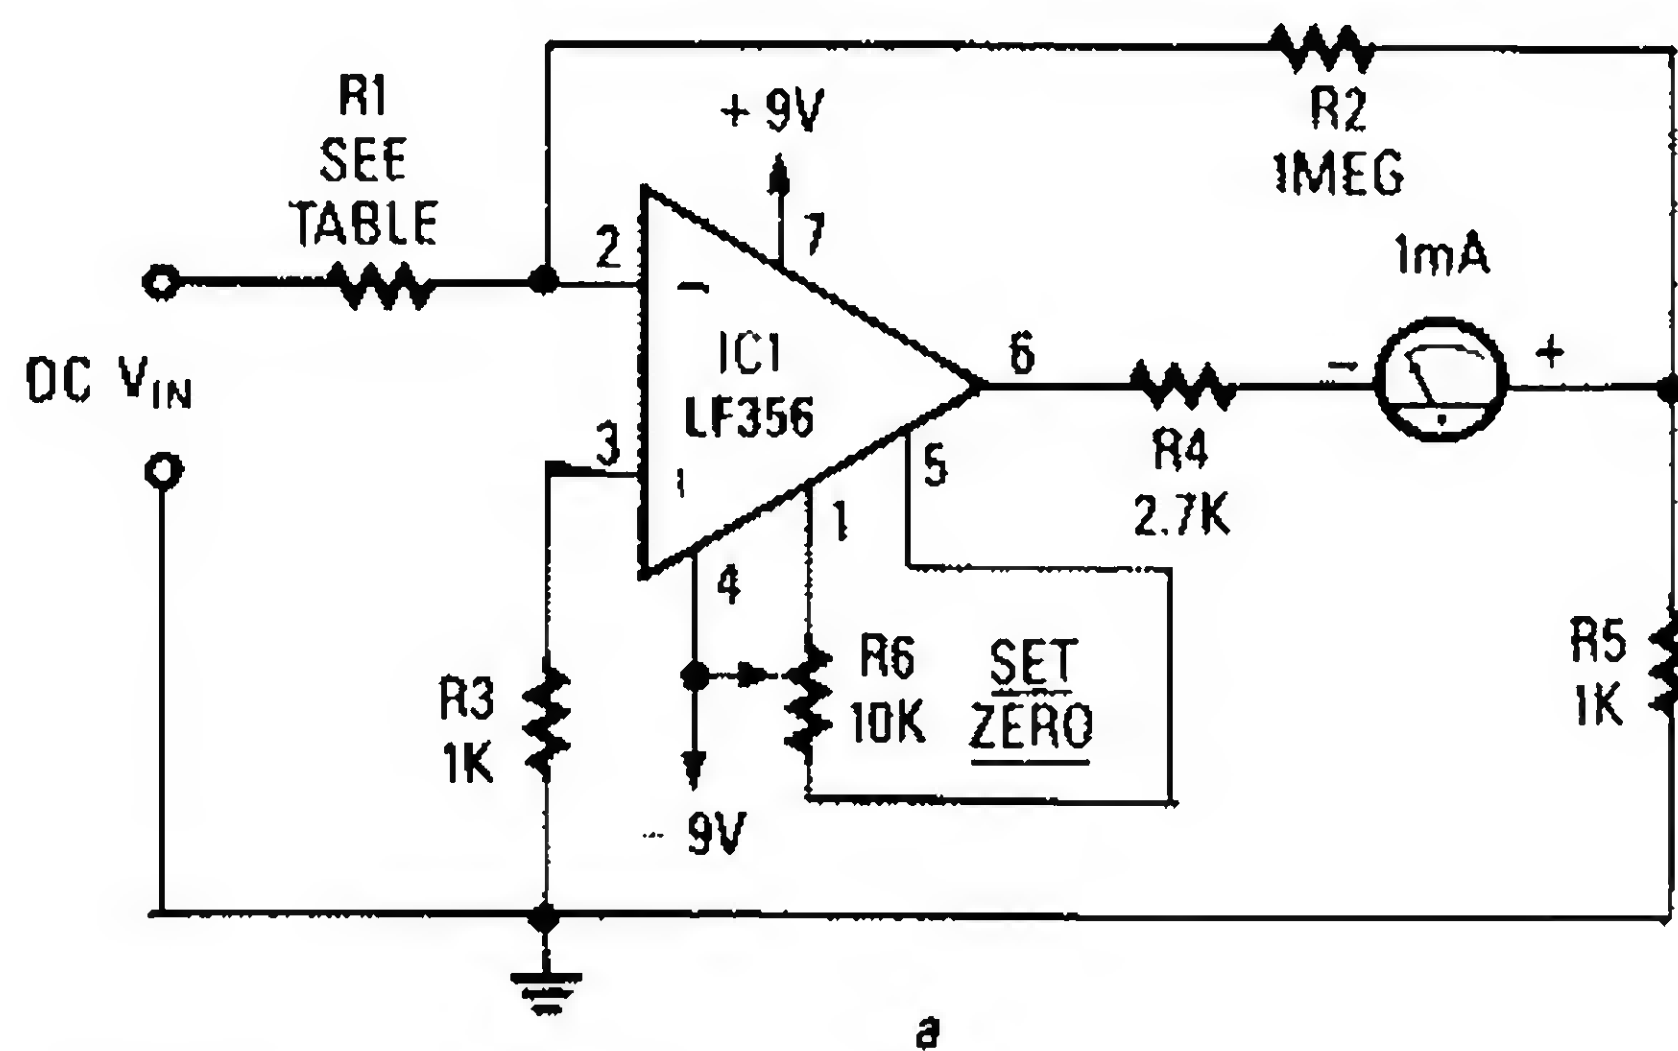 R1
SEE
TABLE
+ 9V
7
R2
1MEG
1mA
2
−
IC1
LF356
6
−
+
DC VIN
3
5
R4
2.7K
1
4
R3
1K
R6
10K
SET
ZERO
R5
1K
− 9V
a